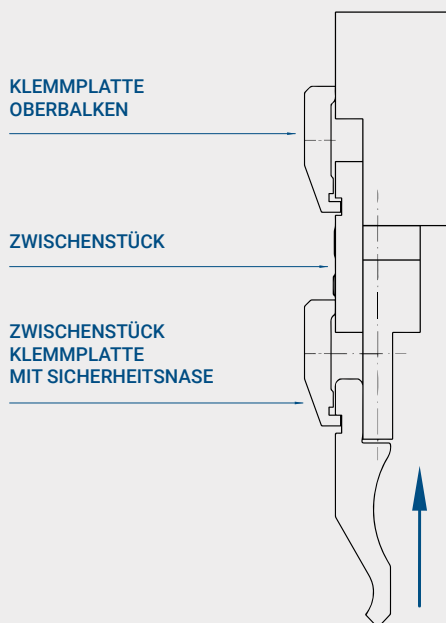 KLEMMPLATTE
OBERBALKEN
ZWISCHENSTÜCK
ZWISCHENSTÜCK
KLEMMPLATTE
MIT SICHERHEITSNASE